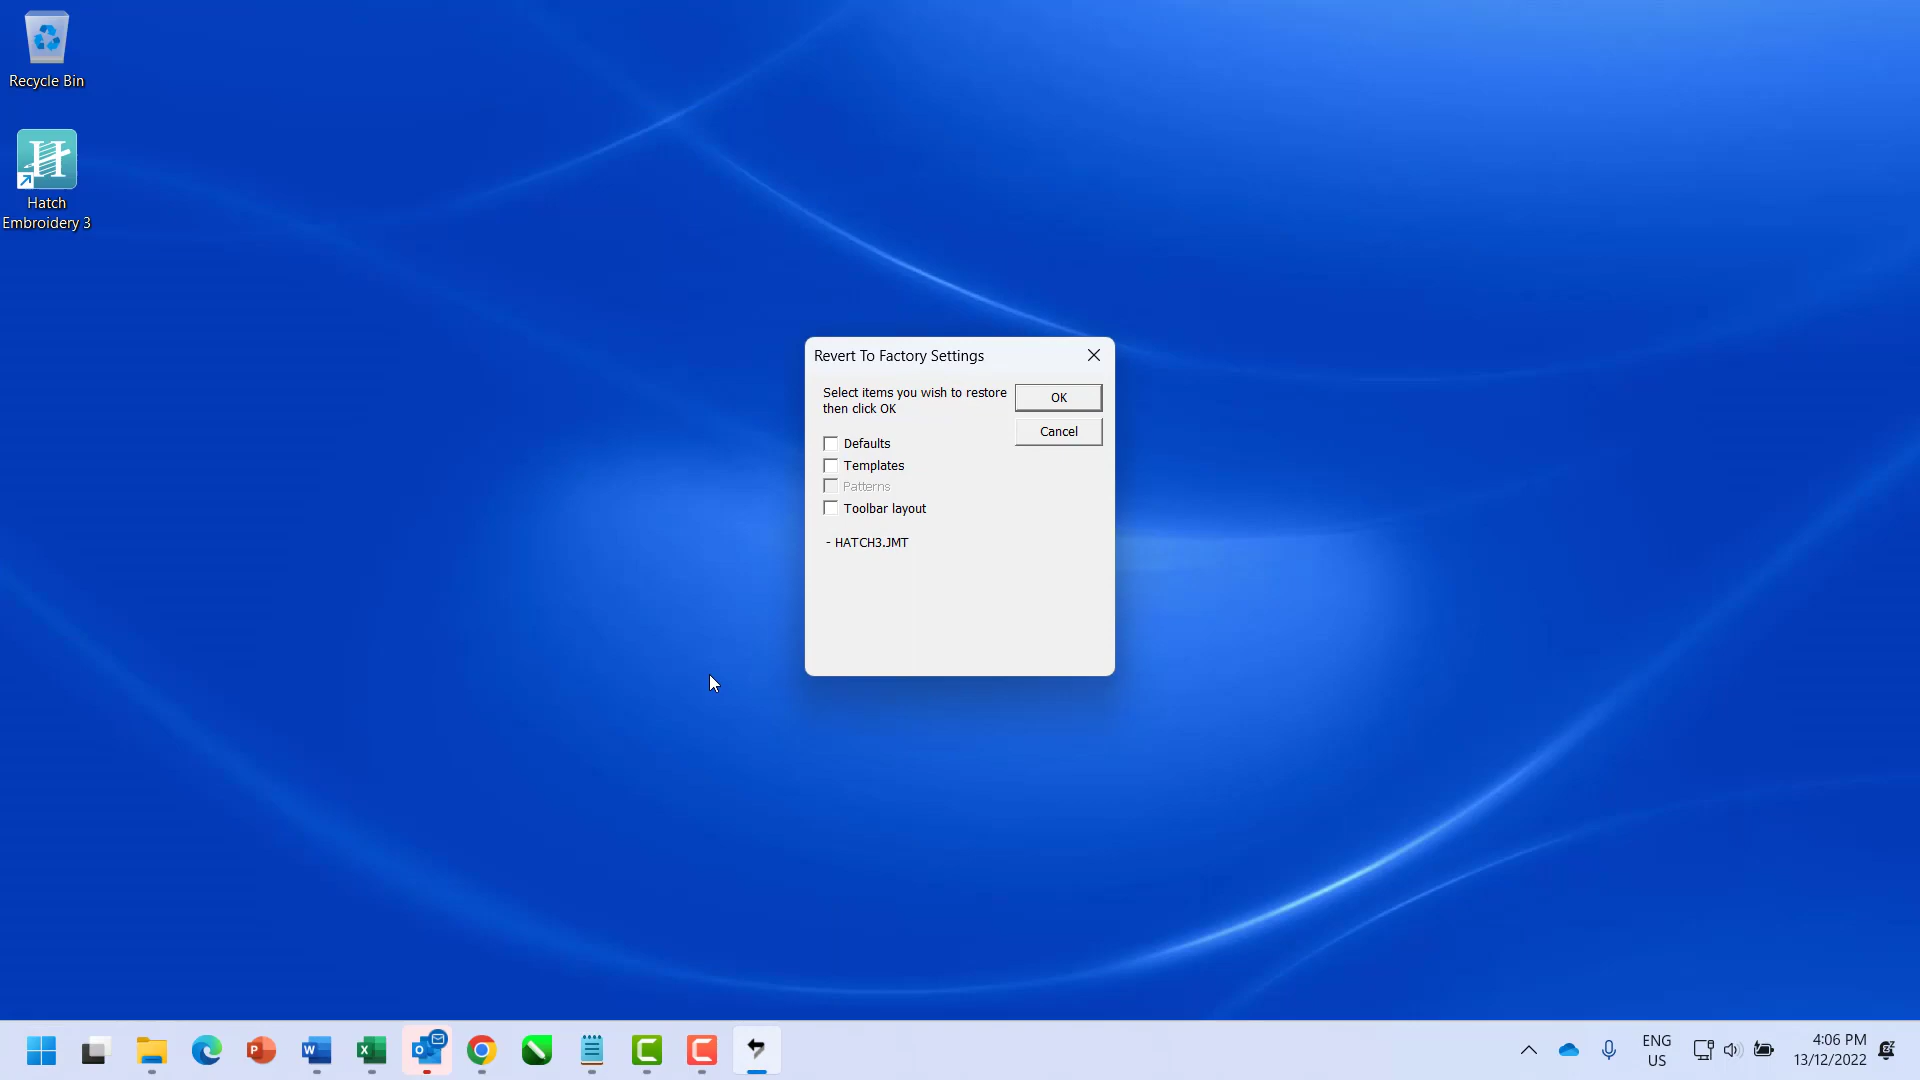 Recycle Bin
Hatch
Embroidery 3
Revert To Factory Settings
Select items you wish to restore
then click OK
OK
Cancel
Defaults
Templates
Patterns
Toolbar layout
- HATCH3.JMT
ENG
US
4:06 PM
13/12/2022